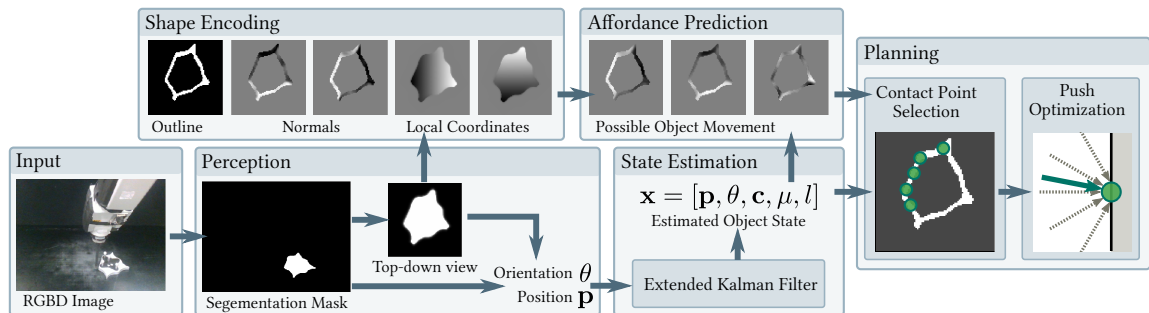 Shape Encoding
Outline
Normals
Local Coordinates
Affordance Prediction
Possible Object Movement
Planning
Contact Point
Selection
Push
Optimization
Input
RGBD Image
Perception
Segementation Mask
Top-down view
Orientation θ
Position p
State Estimation
x = [p, θ, c, μ, l]
Estimated Object State
Extended Kalman Filter